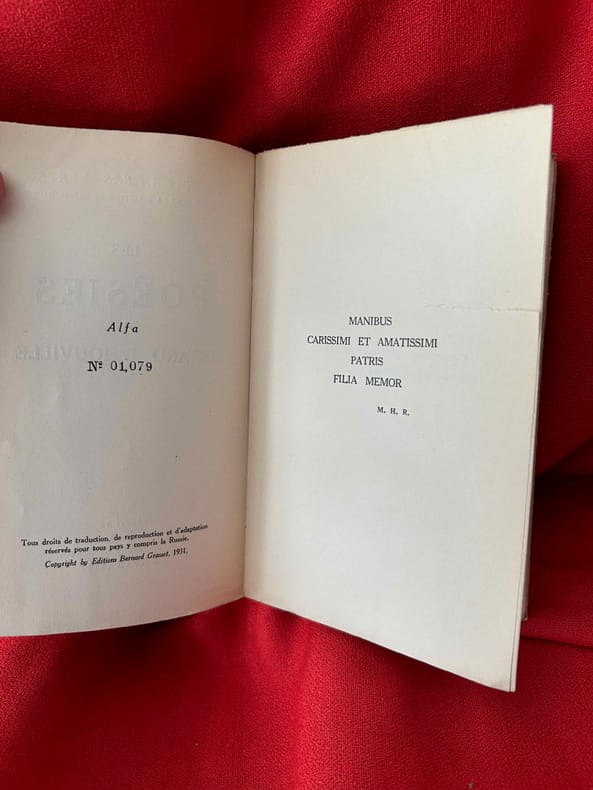 Alfa
Nº 01,079
Tous droits de traduction, de reproduction et d'adaptation
réservés pour tous pays y compris la Russie.
Copyright by Editions Bernard Grasset, 1931.
MANIBUS
CARISSIMI ET AMATISSIMI
PATRIS
FILIA MEMOR
M. H. R.